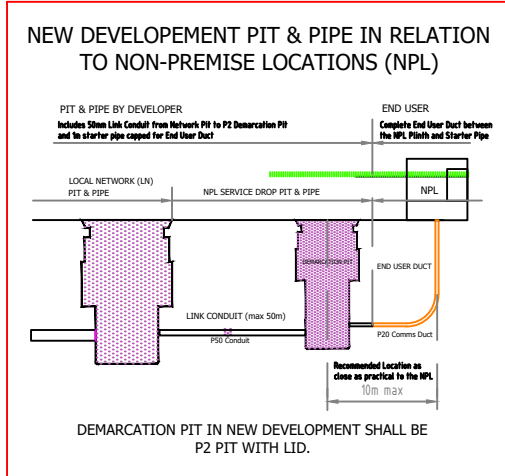 NEW DEVELOPEMENT PIT & PIPE IN RELATION
TO NON-PREMISE LOCATIONS (NPL)
PIT & PIPE BY DEVELOPER
Includes 50mm Link Conduit from Network Pit to P2 Demarcation Pit
and 1m starter pipe capped for End User Duct
END USER
Complete End User Duct between
the NPL Plinth and Starter Pipe
LOCAL NETWORK (LN)
PIT & PIPE
NPL SERVICE DROP PIT & PIPE
NPL
DEMARCATION PIT
END USER DUCT
LINK CONDUIT (max 50m)
P50 Conduit
P20 Comms Duct
Recommended Location as
close as practical to the NPL
10m max
DEMARCATION PIT IN NEW DEVELOPMENT SHALL BE
P2 PIT WITH LID.